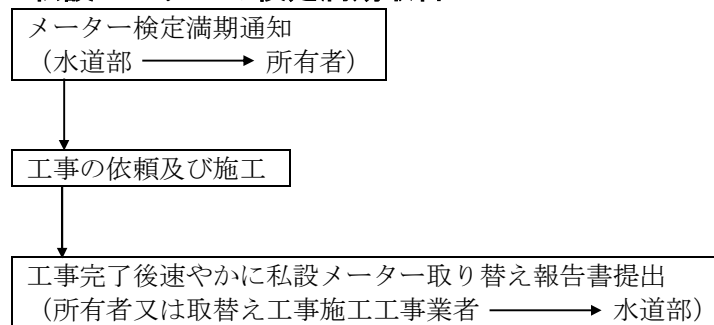 メーター検定満期通知
（水道部 → 所有者）
工事の依頼及び施工
工事完了後速やかに私設メーター取り替え報告書提出
（所有者又は取替え工事施工工事業者 → 水道部）